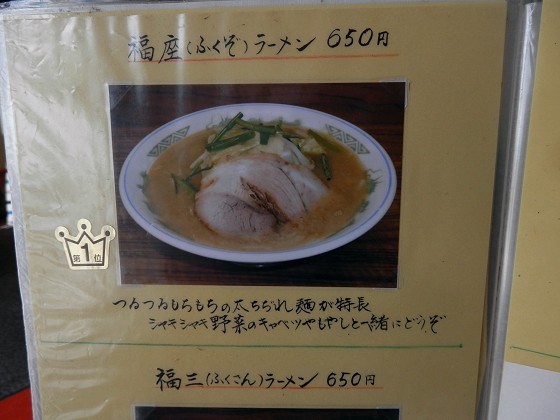 福座(ふくぞ)ラーメン 650円
第1位
つるつるもちもちの太ちぢれ麺が特長
シャキシャキ野菜のキャベツやもやしと一緒にどうぞ
福三(ふくさん)ラーメン 650円